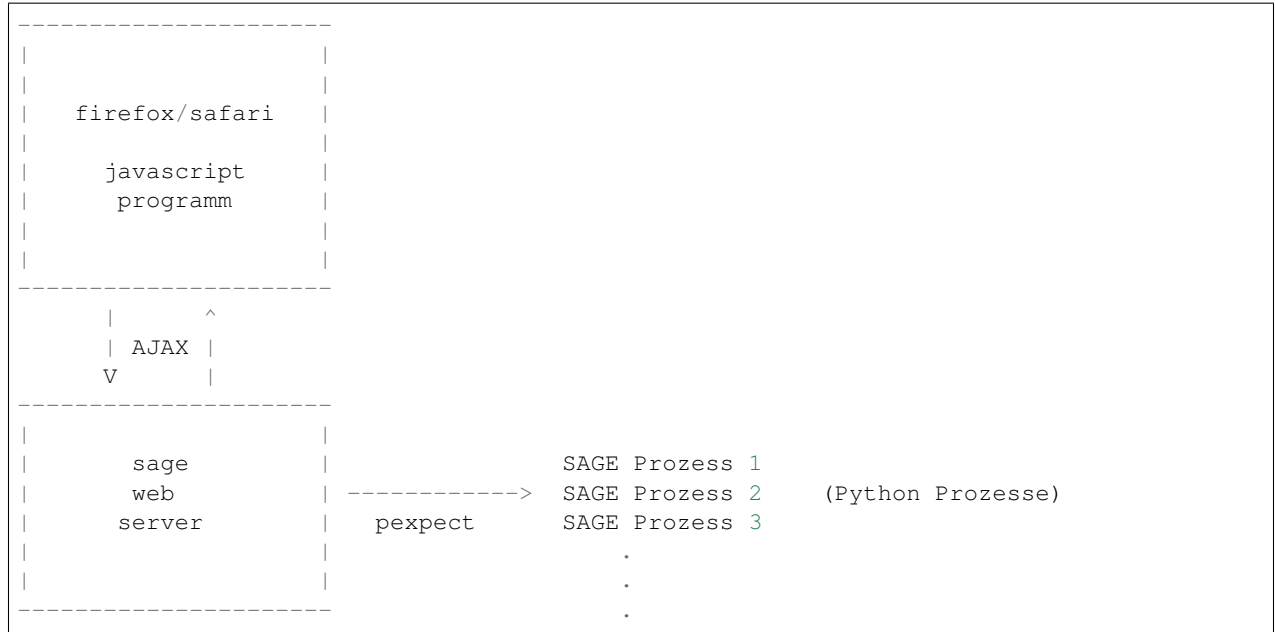 ----------------------
|                    |
|                    |
|   firefox/safari   |
|                    |
|     javascript     |
|      programm      |
|                    |
|                    |
----------------------
      |      ^
      | AJAX |
      V      |
----------------------
|                    |
|       sage         |                SAGE Prozess 1
|       web          | ------------>  SAGE Prozess 2    (Python Prozesse)
|      server        |   pexpect      SAGE Prozess 3
|                    |                    .
|                    |                    .
----------------------                    .